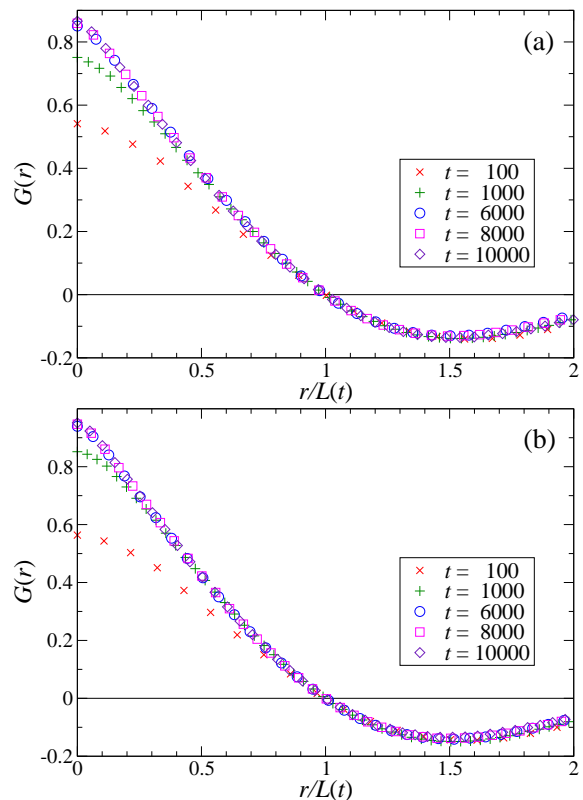 (a)
0.8
0.6
0.4
0.2
0
-0.2
G(r)
t = 100
t = 1000
t = 6000
t = 8000
t = 10000
0 0.5 1 1.5 2
r/L(t)
(b)
0.8
0.6
0.4
0.2
0
-0.2
G(r)
t = 100
t = 1000
t = 6000
t = 8000
t = 10000
0 0.5 1 1.5 2
r/L(t)